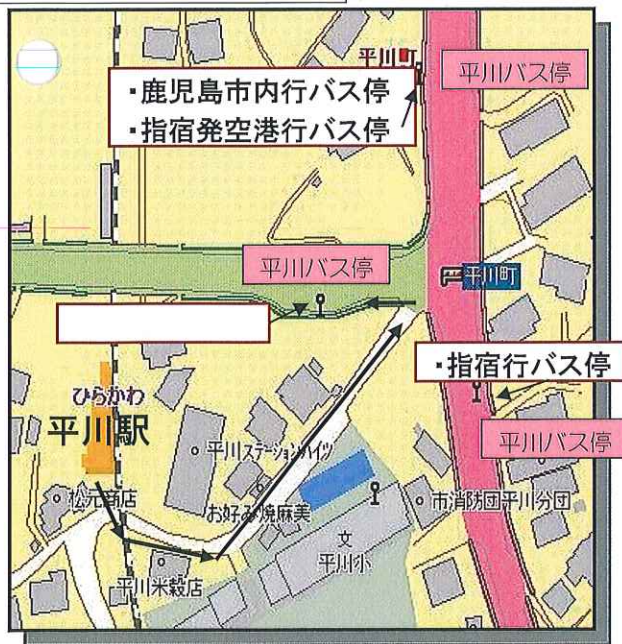 平川町
平川バス停
・鹿児島市内行バス停
・指宿発空港行バス停
平川バス停
平川町
・指宿行バス停
ひらかわ
平川駅
平川バス停
平川ステーションハイツ
松元商店
お好み焼麻美
市消防団平川分団
文
平川小
平川米穀店